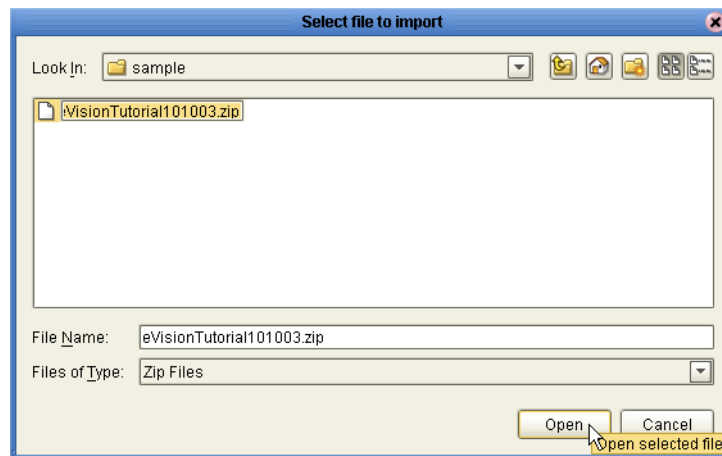 Select file to import
Look In: sample
eVisionTutorial101003.zip
File Name: eVisionTutorial101003.zip
Files of Type: Zip Files
Open Cancel
Open selected file